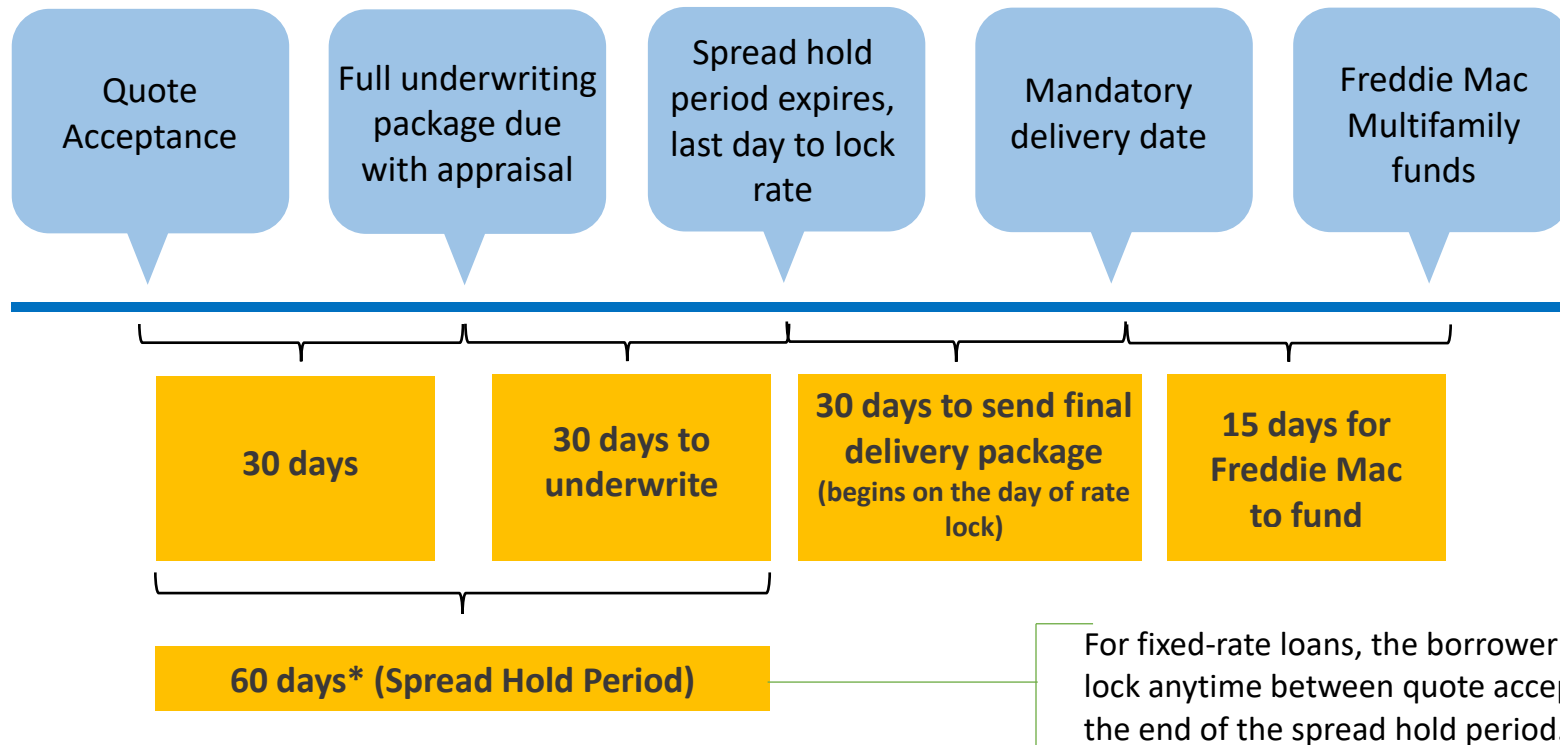 Quote
Acceptance
Full underwriting
package due
with appraisal
Spread hold
period expires,
last day to lock
rate
Mandatory
delivery date
Freddie Mac
Multifamily
funds
30 days
30 days to
underwrite
30 days to send final
delivery package
(begins on the day of rate
lock)
15 days for
Freddie Mac
to fund
60 days* (Spread Hold Period)
For fixed-rate loans, the borrower
lock anytime between quote
the end of the spread hold period.